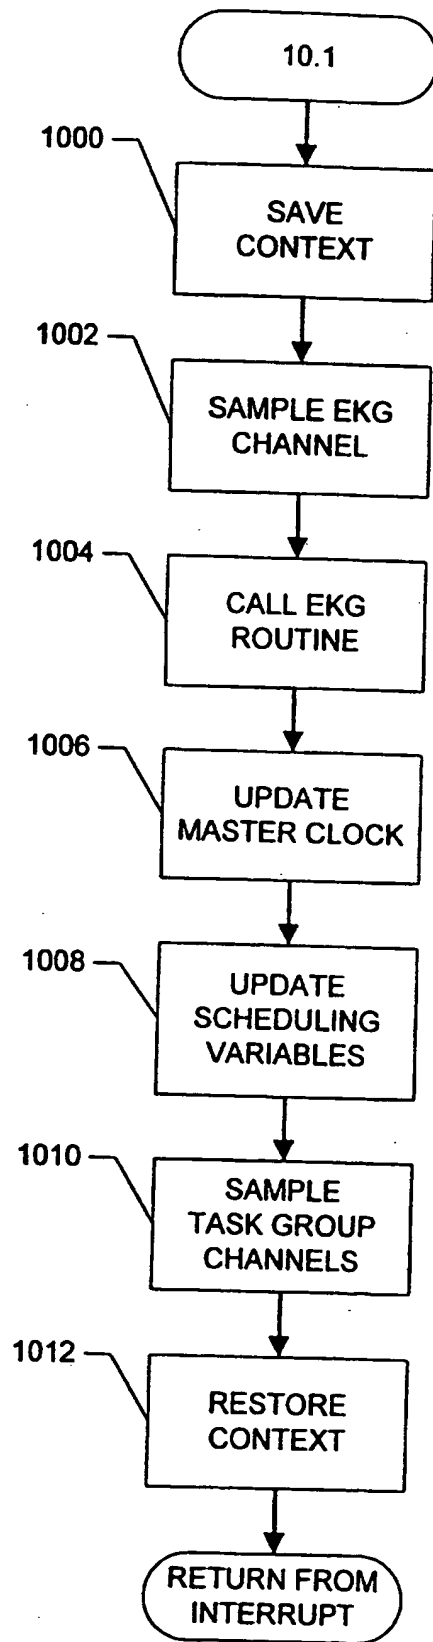 10.1
1000
SAVE
CONTEXT
1002
SAMPLE EKG
CHANNEL
1004
CALL EKG
ROUTINE
1006
UPDATE
MASTER CLOCK
1008
UPDATE
SCHEDULING
VARIABLES
1010
SAMPLE
TASK GROUP
CHANNELS
1012
RESTORE
CONTEXT
RETURN FROM
INTERRUPT